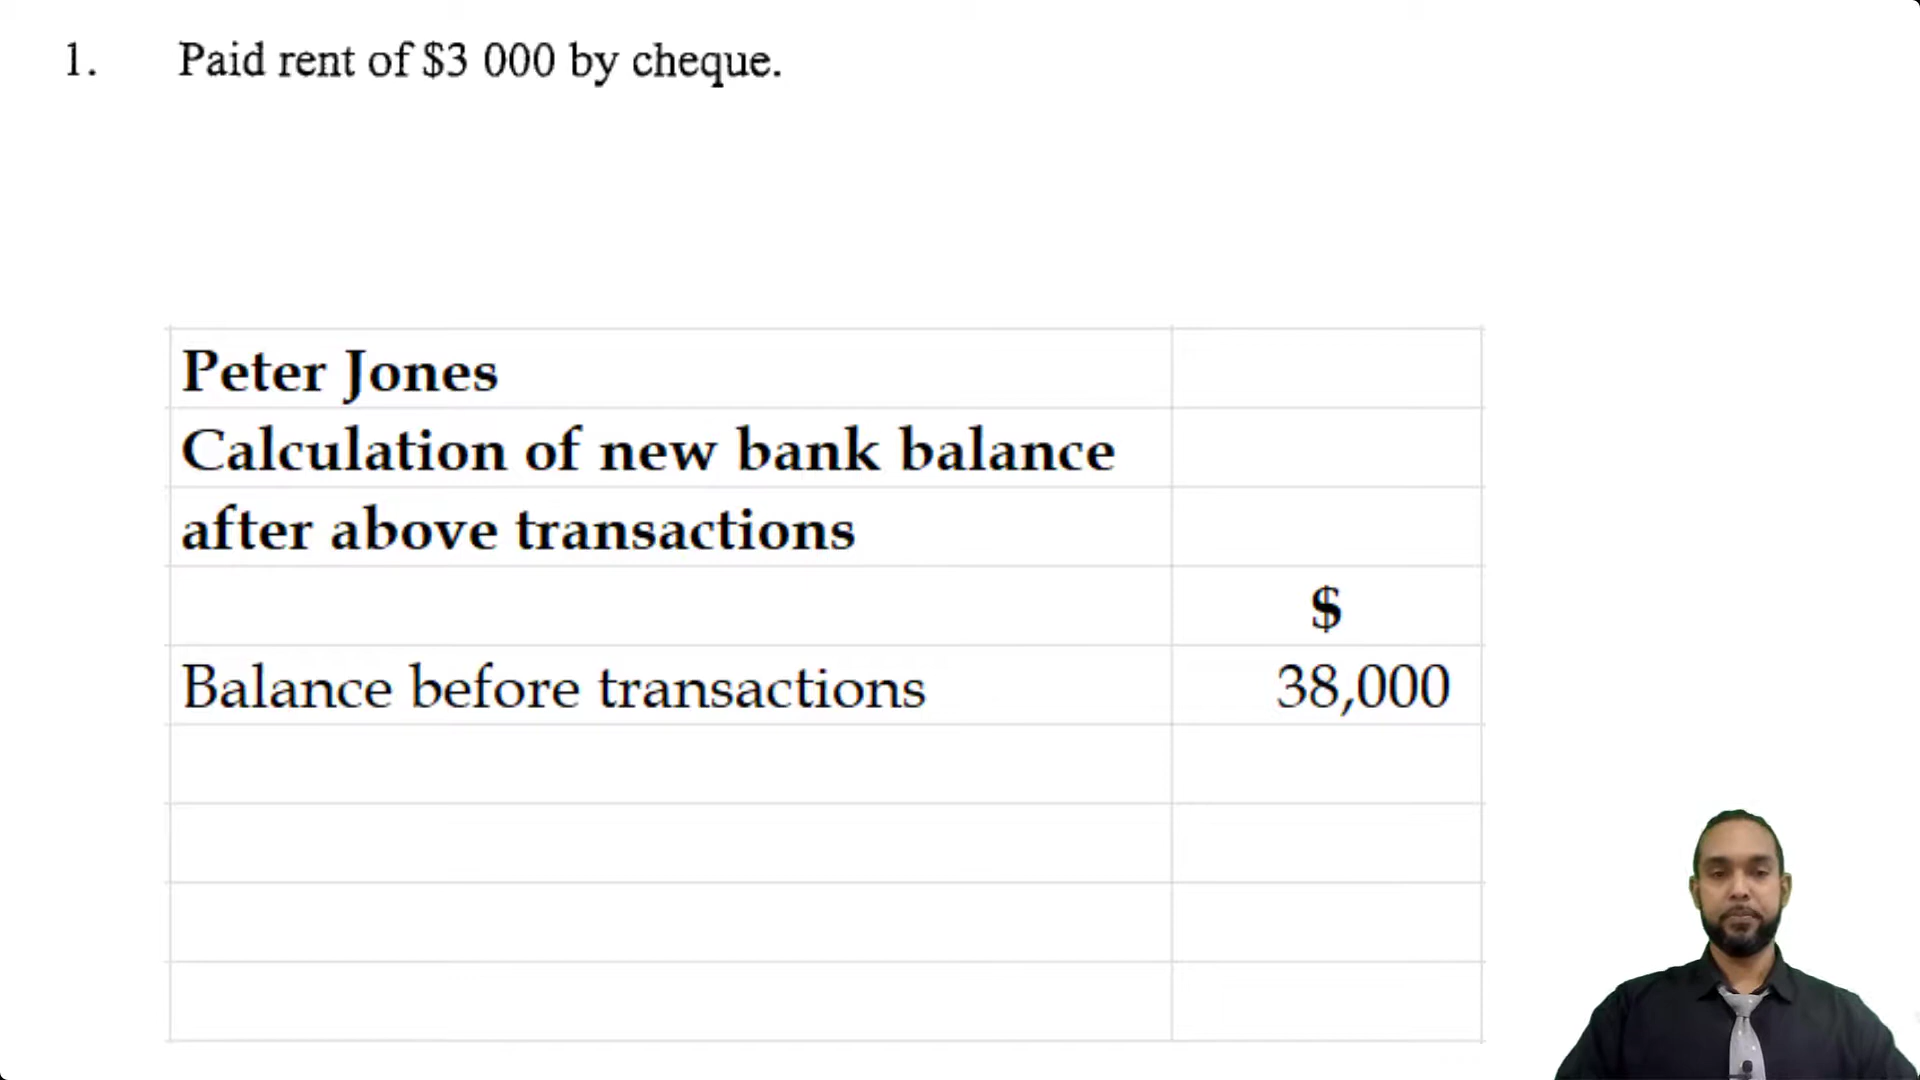 1. Paid rent of $3 000 by cheque.
Peter Jones
Calculation of new bank balance
after above transactions
$
Balance before transactions 38,000